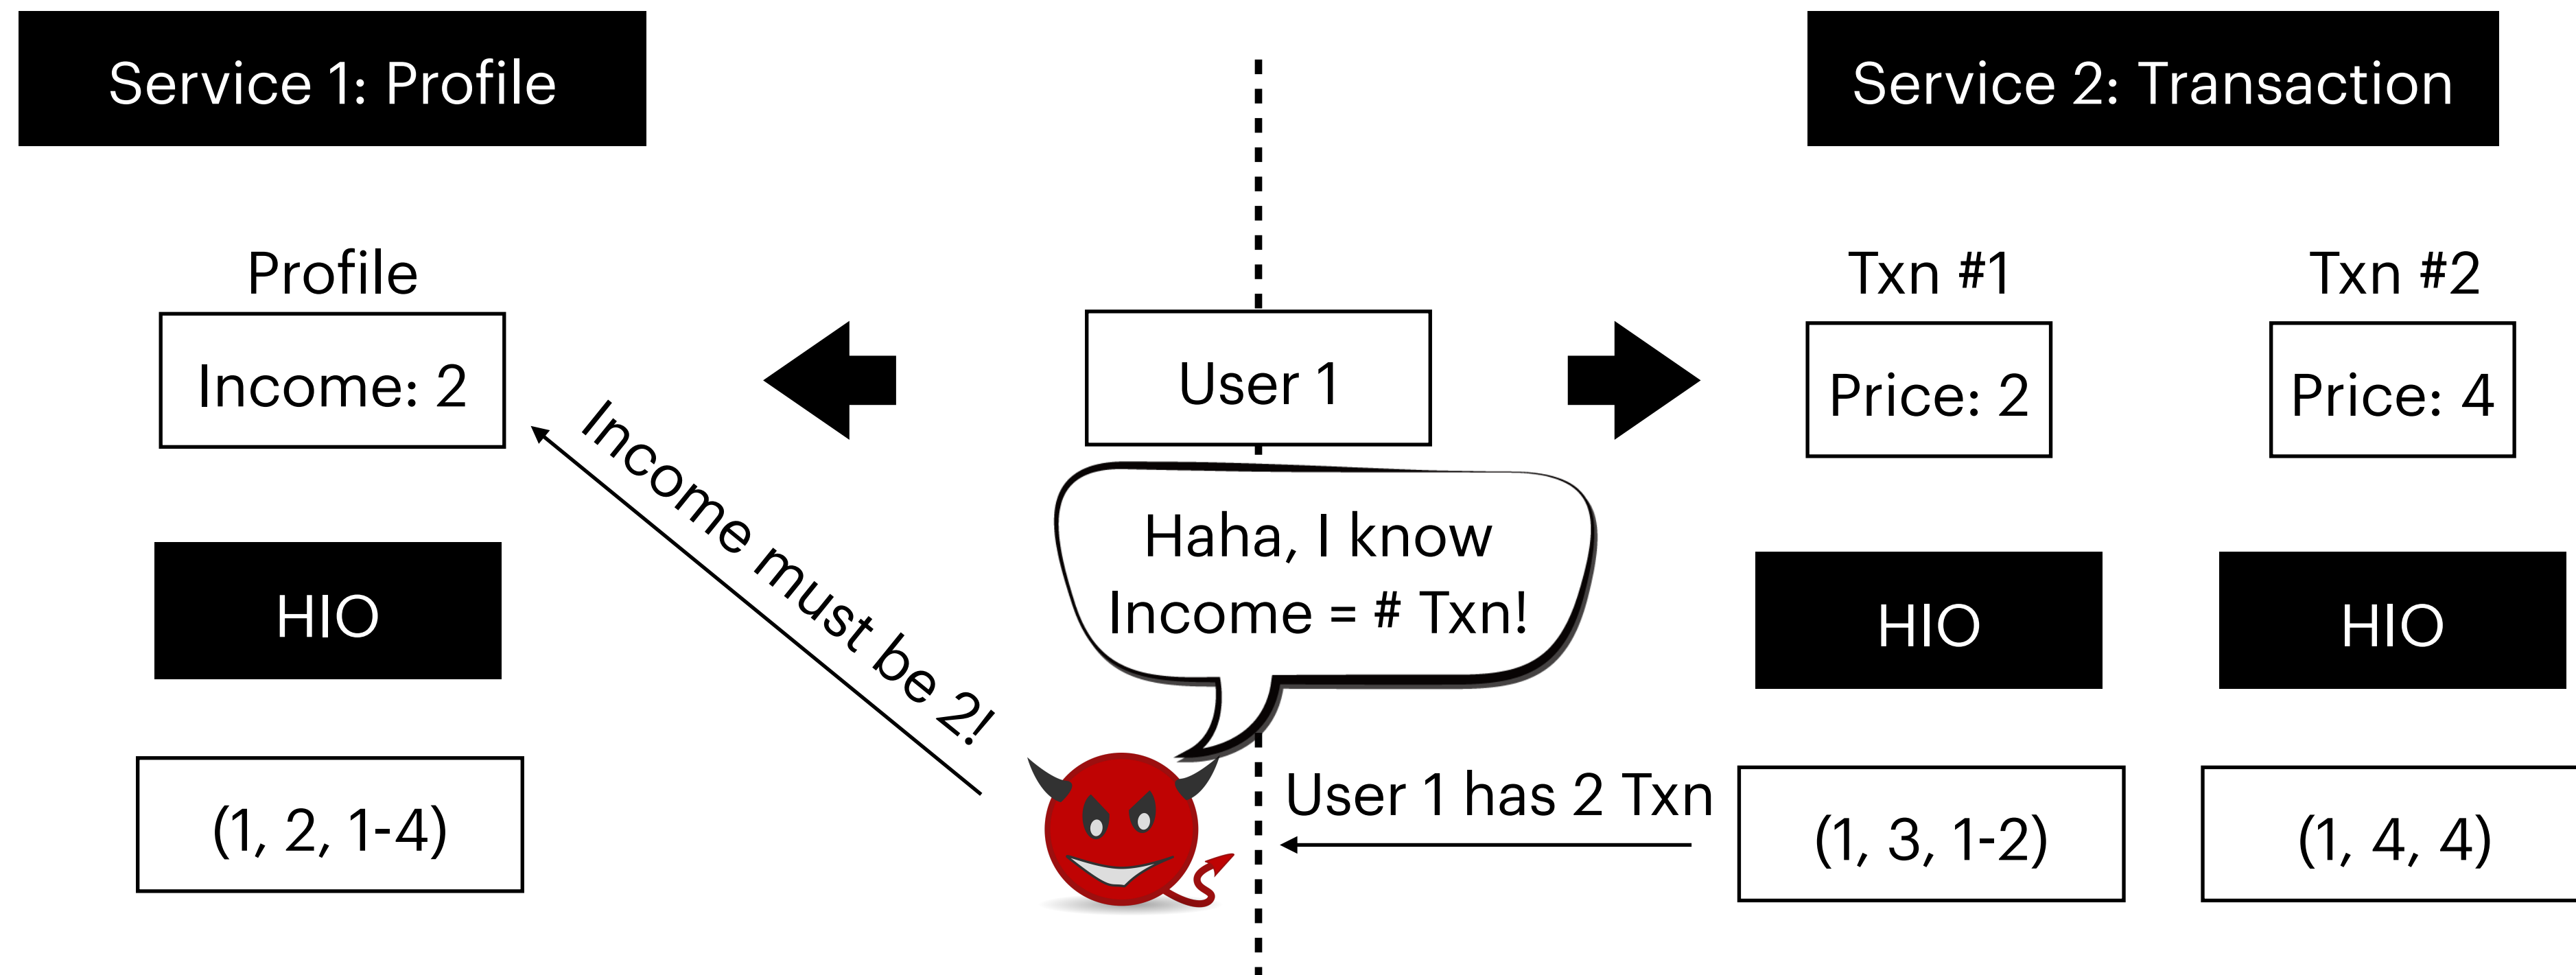 Service 1: Profile
Service 2: Transaction
Profile
Income: 2
User 1
Txn #1
Price: 2
Txn #2
Price: 4
Income must be 2!
Haha, I know
Income = # Txn!
HIO
HIO
HIO
(1, 2, 1-4)
User 1 has 2 Txn
(1, 3, 1-2)
(1, 4, 4)